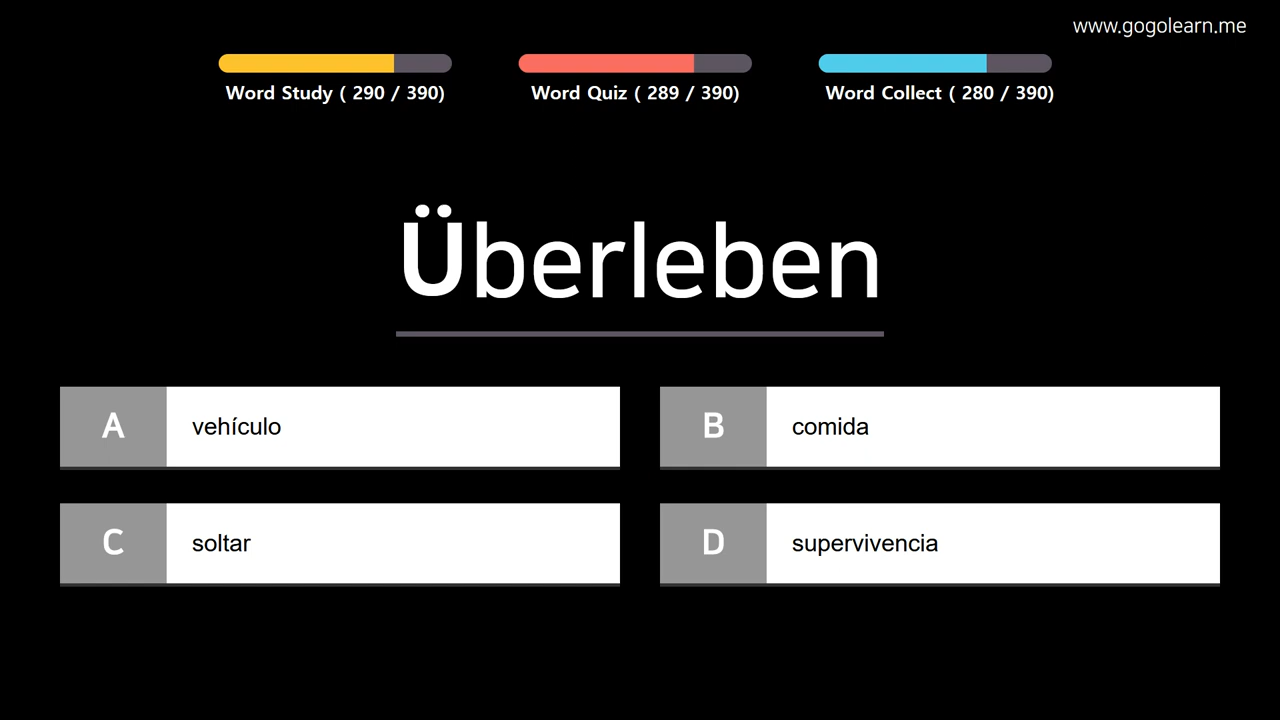 www.gogolearn.me
Word Study ( 290 / 390)
Word Quiz ( 289 / 390)
Word Collect ( 280 / 390)
Überleben
A
vehículo
B
comida
C
soltar
D
supervivencia